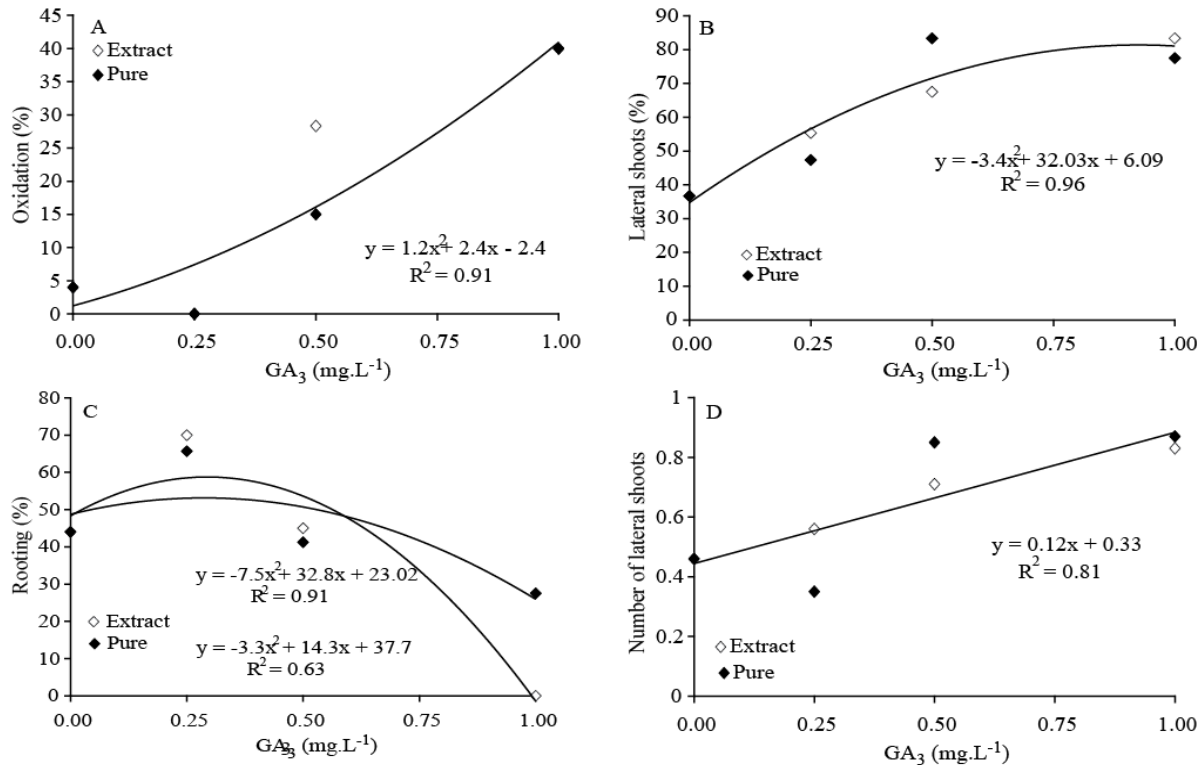 A
Extract
Pure
Oxidation (%)
45
40
35
30
25
20
15
10
5
0
y = 1.2x²+ 2.4x - 2.4
R² = 0.91
0.00 0.25 0.50 0.75 1.00
GA₃ (mg.L⁻¹)
B
Lateral shoots (%)
90
80
70
60
50
40
30
20
10
0
y = -3.4x²+ 32.03x + 6.09
R² = 0.96
Extract
Pure
0.00 0.25 0.50 0.75 1.00
GA₃ (mg.L⁻¹)
C
Rooting (%)
80
70
60
50
40
30
20
10
0
y = -7.5x²+ 32.8x + 23.02
R² = 0.91
Extract
Pure
y = -3.3x² + 14.3x + 37.7
R² = 0.63
0.00 0.25 0.50 0.75 1.00
(mg.L⁻¹)
D
Number of lateral shoots
1
0.8
0.6
0.4
0.2
0
y = 0.12x + 0.33
R² = 0.81
Extract
Pure
0.00 0.25 0.50 0.75 1.00
GA₃ (mg.L⁻¹)